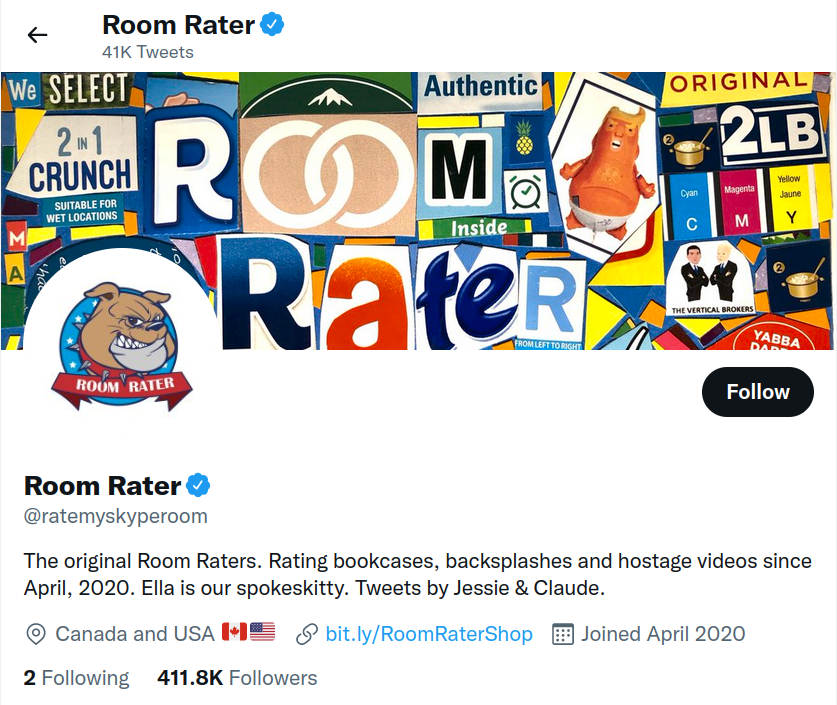 Room Rater
41K Tweets
We SELECT
2 IN 1
CRUNCH
SUITABLE FOR
WET LOCATIONS
M
A
ROOM
Authentic
Inside
ORIGINAL
2LB
2
Cyan
C
Magenta
M
Yellow
Jaune
Y
THE VERTICAL BROKERS
2
YABBA
Rater
FROM LEFT TO RIGHT
ROOM RATER
Follow
Room Rater
@ratemyskyperoom
The original Room Raters. Rating bookcases, backsplashes and hostage videos since
April, 2020. Ella is our spokeskitty. Tweets by Jessie & Claude.
Canada and USA bit.ly/RoomRaterShop Joined April 2020
2 Following 411.8K Followers